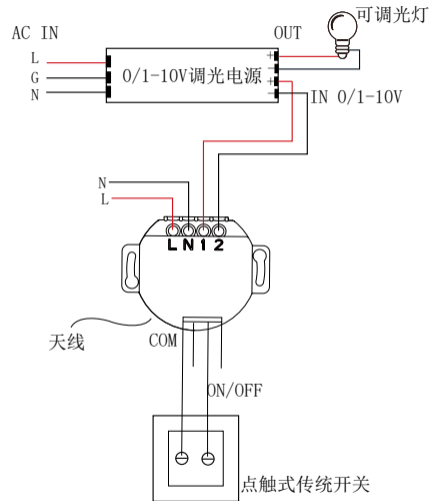 AC IN
OUT
可调光灯
L
G
N
0/1-10V调光电源
+
-
+
-
IN 0/1-10V
N
L
L N 1 2
天线
COM
ON/OFF
点触式传统开关